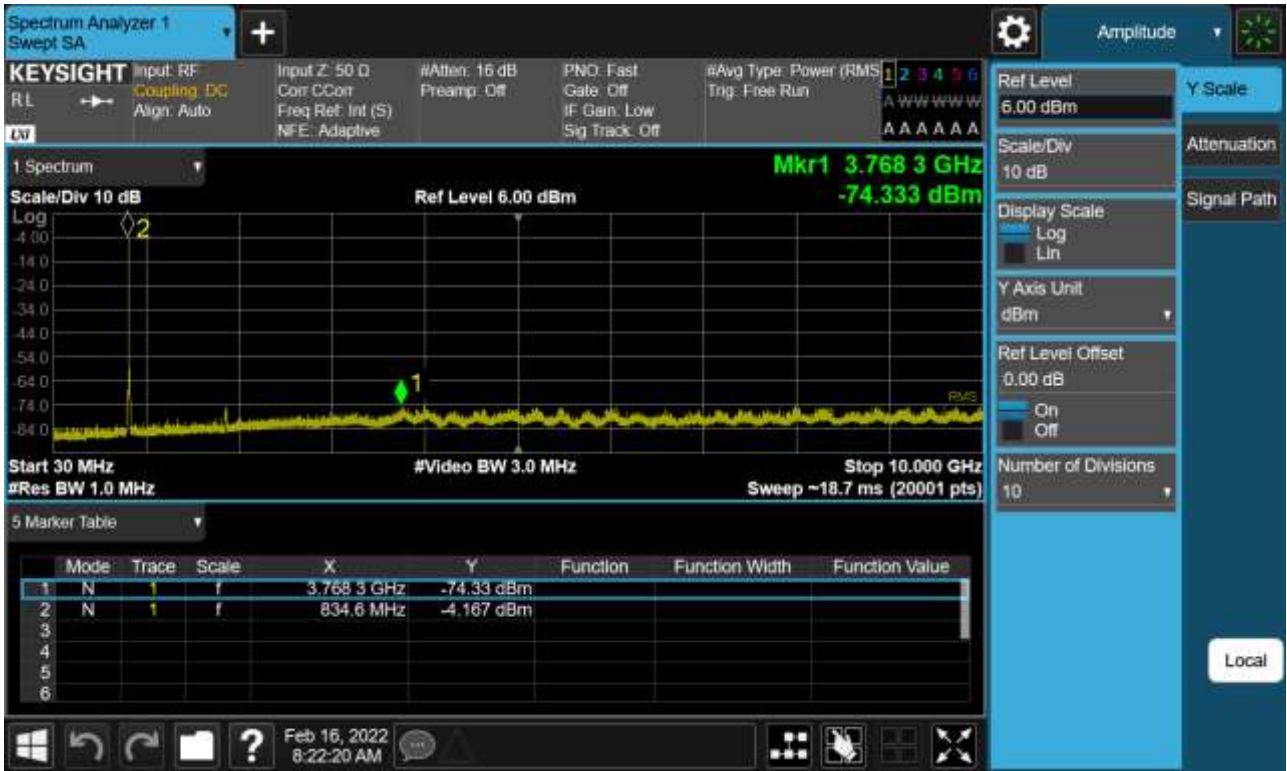 Spectrum Analyzer 1
Swept SA
+
Amplitude
KEYSIGHT
RL
LXI
Input: RF
Coupling: DC
Align: Auto
Input Z: 50 Ω
Corr CCorr
Freq Ref: Int (S)
NFE: Adaptive
#Atten: 16 dB
Preamp: Off
PNO: Fast
Gate: Off
IF Gain: Low
Sig Track: Off
#Avg Type: Power (RMS
Trig: Free Run
1 2 3 4 5 6
A W W W W W
A A A A A A
1 Spectrum
Mkr1 3.768 3 GHz
Scale/Div 10 dB
Ref Level 6.00 dBm
-74.333 dBm
Log
2
-4.00
-14.0
-24.0
-34.0
-44.0
-54.0
-64.0
1
-74.0
RMS
-84.0
Start 30 MHz
#Video BW 3.0 MHz
Stop 10.000 GHz
#Res BW 1.0 MHz
Sweep ~18.7 ms (20001 pts)
5 Marker Table
Mode Trace Scale X Y Function Function Width Function Value
1 N 1 f 3.768 3 GHz -74.33 dBm
2 N 1 f 834.6 MHz -4.167 dBm
3
4
5
6
Ref Level
6.00 dBm
Scale/Div
10 dB
Display Scale
Log
Lin
Y Axis Unit
dBm
Ref Level Offset
0.00 dB
On
Off
Number of Divisions
10
Y Scale
Attenuation
Signal Path
Local
?
Feb 16, 2022
8:22:20 AM